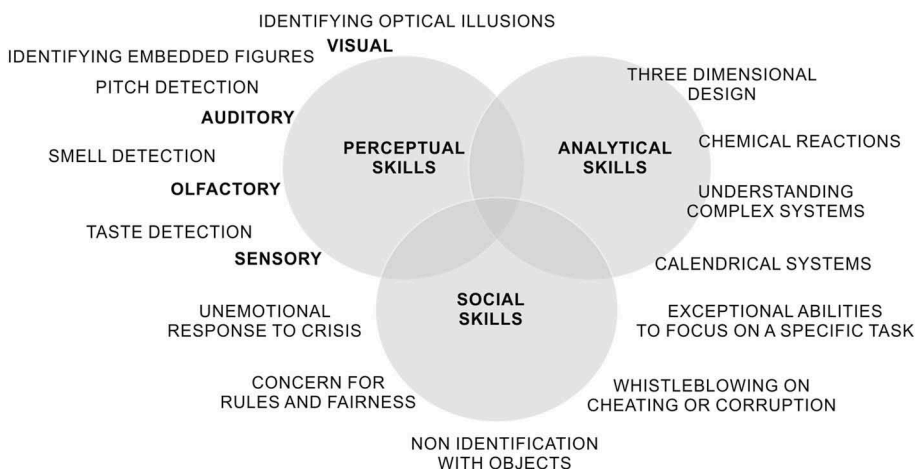 IDENTIFYING OPTICAL ILLUSIONS
VISUAL
IDENTIFYING EMBEDDED FIGURES
PITCH DETECTION
AUDITORY
SMELL DETECTION
OLFACTORY
TASTE DETECTION
SENSORY
PERCEPTUAL
SKILLS
ANALYTICAL
SKILLS
THREE DIMENSIONAL
DESIGN
CHEMICAL REACTIONS
UNDERSTANDING
COMPLEX SYSTEMS
CALENDRICAL SYSTEMS
SOCIAL
SKILLS
UNEMOTIONAL
RESPONSE TO CRISIS
CONCERN FOR
RULES AND FAIRNESS
NON IDENTIFICATION
WITH OBJECTS
EXCEPTIONAL ABILITIES
TO FOCUS ON A SPECIFIC TASK
WHISTLEBLOWING ON
CHEATING OR CORRUPTION